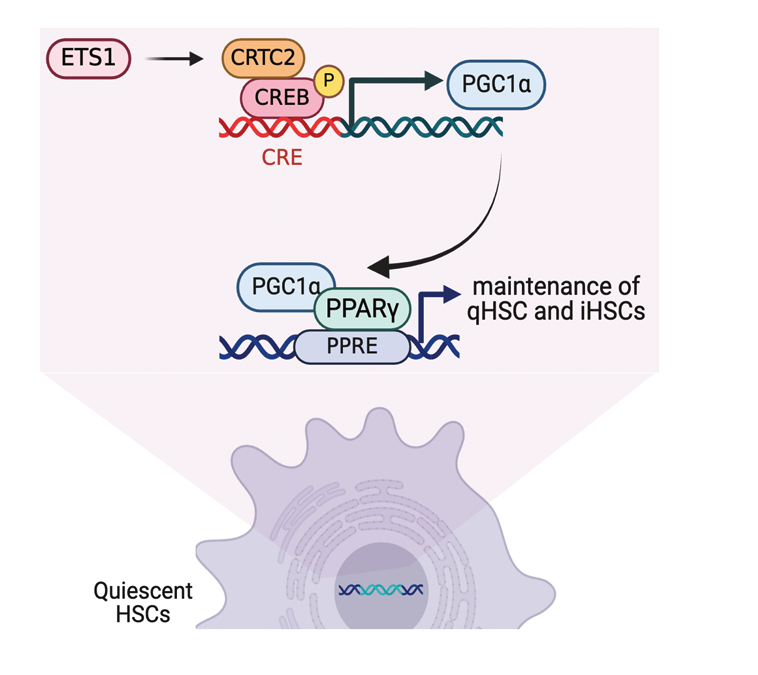 ETS1
CRTC2
P
CREB
PGC1α
CRE
PGC1α
PPARγ
PPRE
maintenance of
qHSC and iHSCs
Quiescent
HSCs